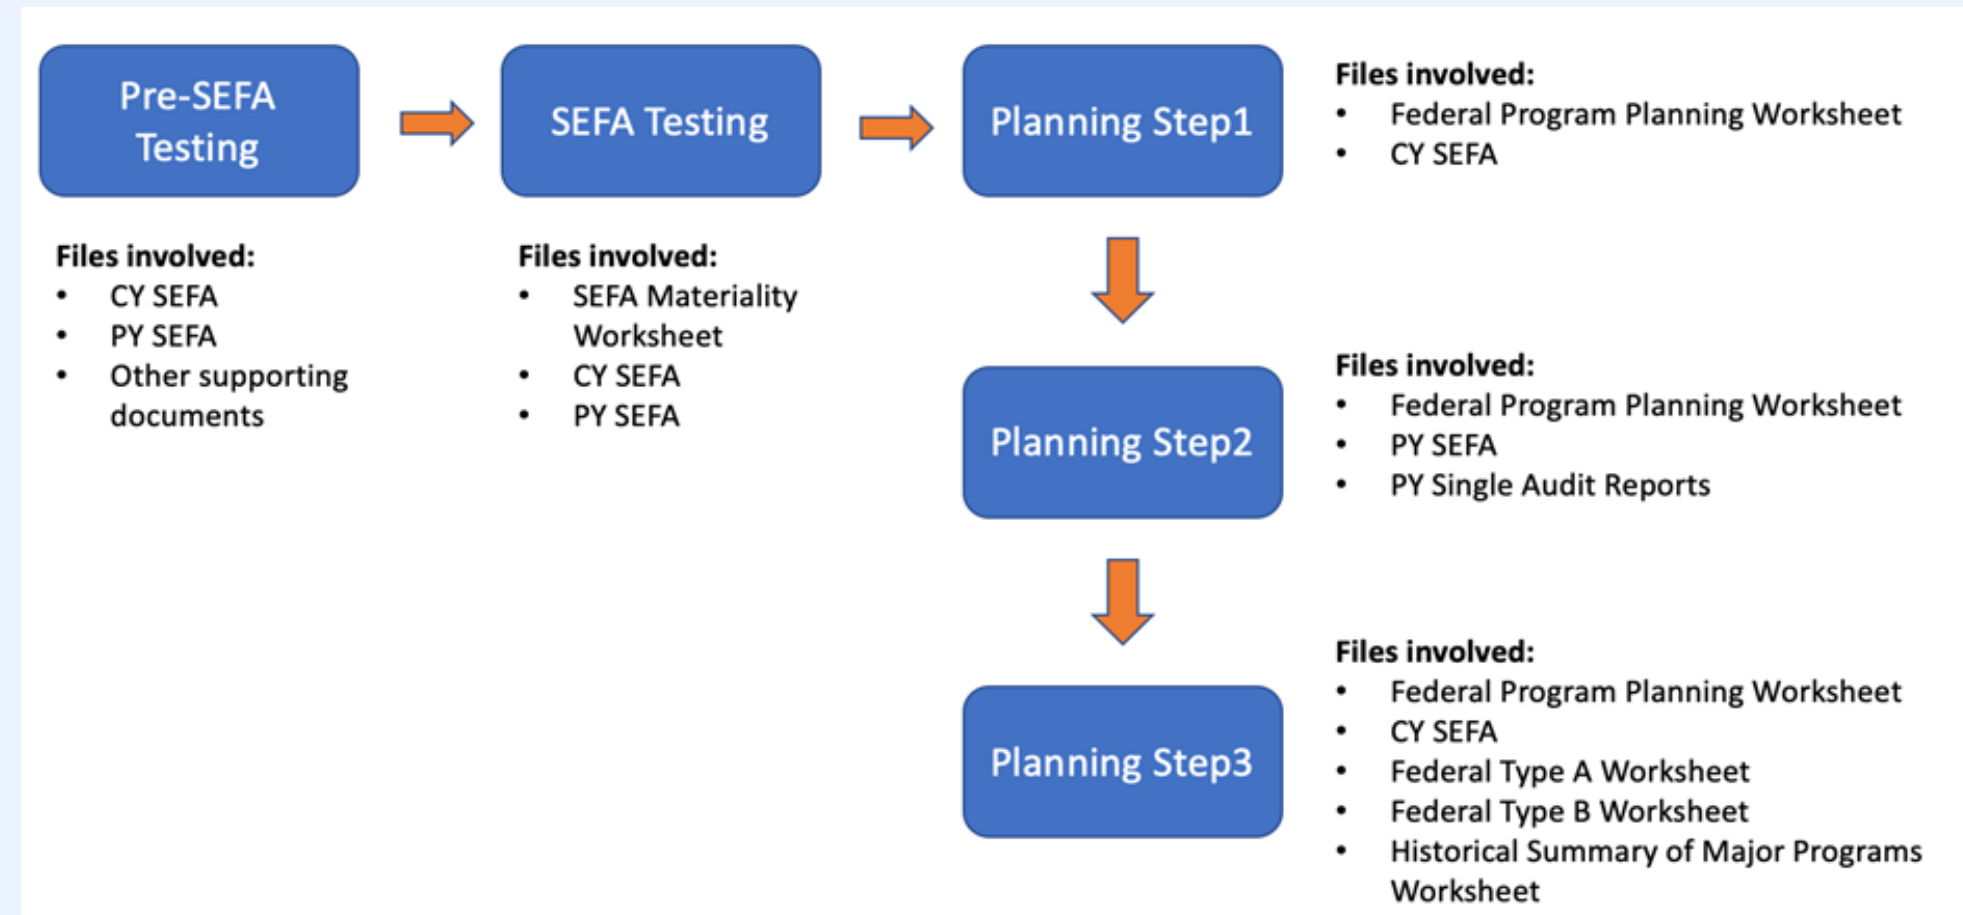 Pre-SEFA
Testing
Files involved:
• CY SEFA
• PY SEFA
• Other supporting
documents
SEFA Testing
Files involved:
• SEFA Materiality
Worksheet
• CY SEFA
• PY SEFA
Planning Step1
Files involved:
• Federal Program Planning Worksheet
• CY SEFA
Planning Step2
Files involved:
• Federal Program Planning Worksheet
• PY SEFA
• PY Single Audit Reports
Planning Step3
Files involved:
• Federal Program Planning Worksheet
• CY SEFA
• Federal Type A Worksheet
• Federal Type B Worksheet
• Historical Summary of Major Programs
Worksheet